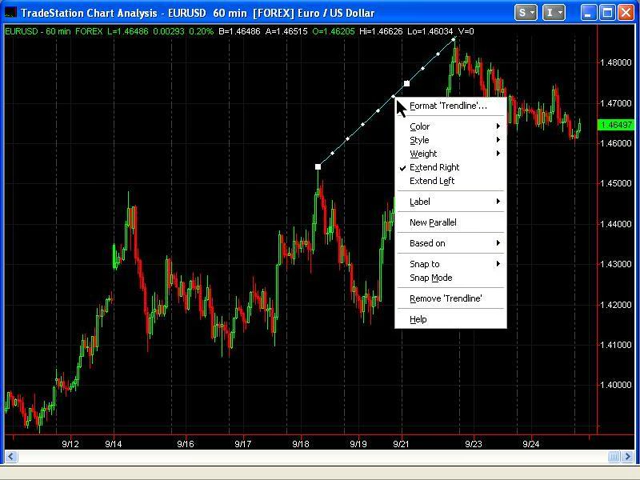 TradeStation Chart Analysis - EURUSD 60 min [FOREX] Euro / US Dollar
S I
EURUSD - 60 min FOREX L=1.46486 0.00293 0.20% B=1.46486 A=1.46515 O=1.46205 Hi=1.46626 Lo=1.46034 V=0
1.48000
1.47000
1.46497
1.46000
1.45000
1.44000
1.43000
1.42000
1.41000
1.40000
Format 'Trendline'...
Color
Style
Weight
Extend Right
Extend Left
Label
New Parallel
Based on
Snap to
Snap Mode
Remove 'Trendline'
Help
9/12 9/14 9/16 9/17 9/18 9/19 9/21 9/23 9/24